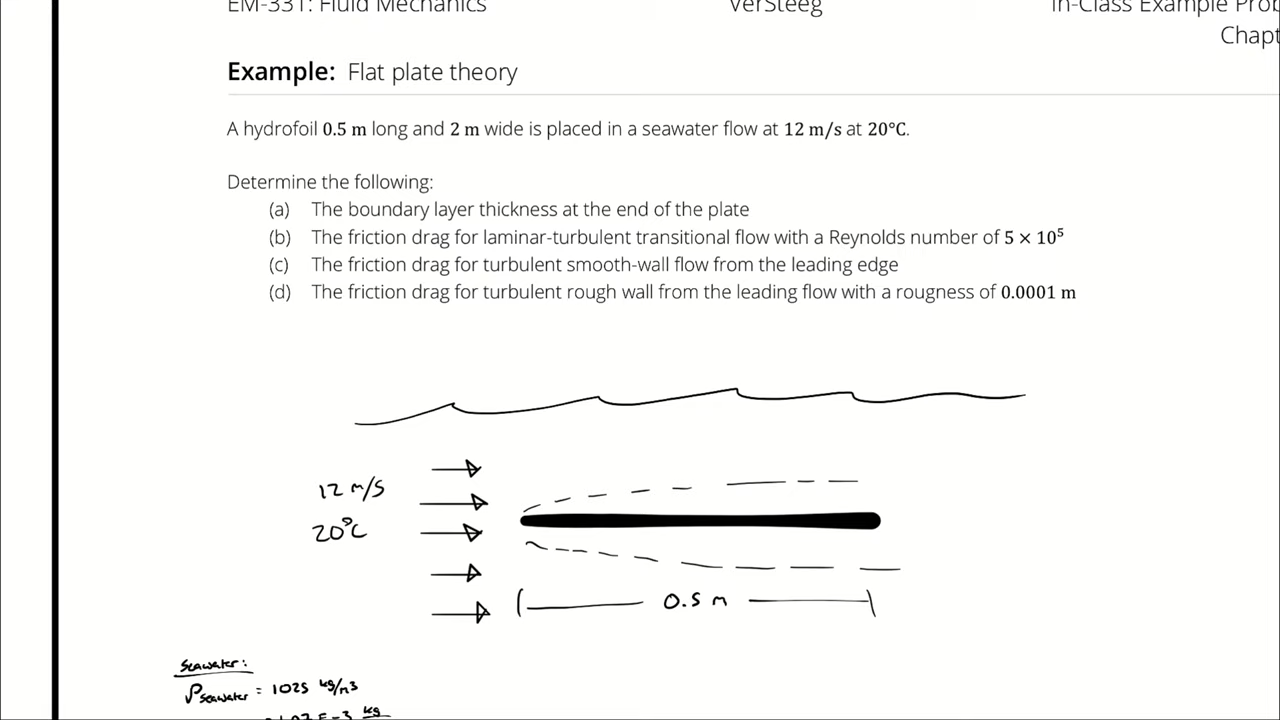 EM-331: Fluid Mechanics VerSteeg In-Class Example Prob
Chapt
Example: Flat plate theory
A hydrofoil 0.5 m long and 2 m wide is placed in a seawater flow at 12 m/s at 20°C.
Determine the following:
(a) The boundary layer thickness at the end of the plate
(b) The friction drag for laminar-turbulent transitional flow with a Reynolds number of 5 × 10⁵
(c) The friction drag for turbulent smooth-wall flow from the leading edge
(d) The friction drag for turbulent rough wall from the leading flow with a rougness of 0.0001 m
12 m/s
20°C
0.5 m
Seawater:
ρseawater = 1025 kg/m3
E-3 kg